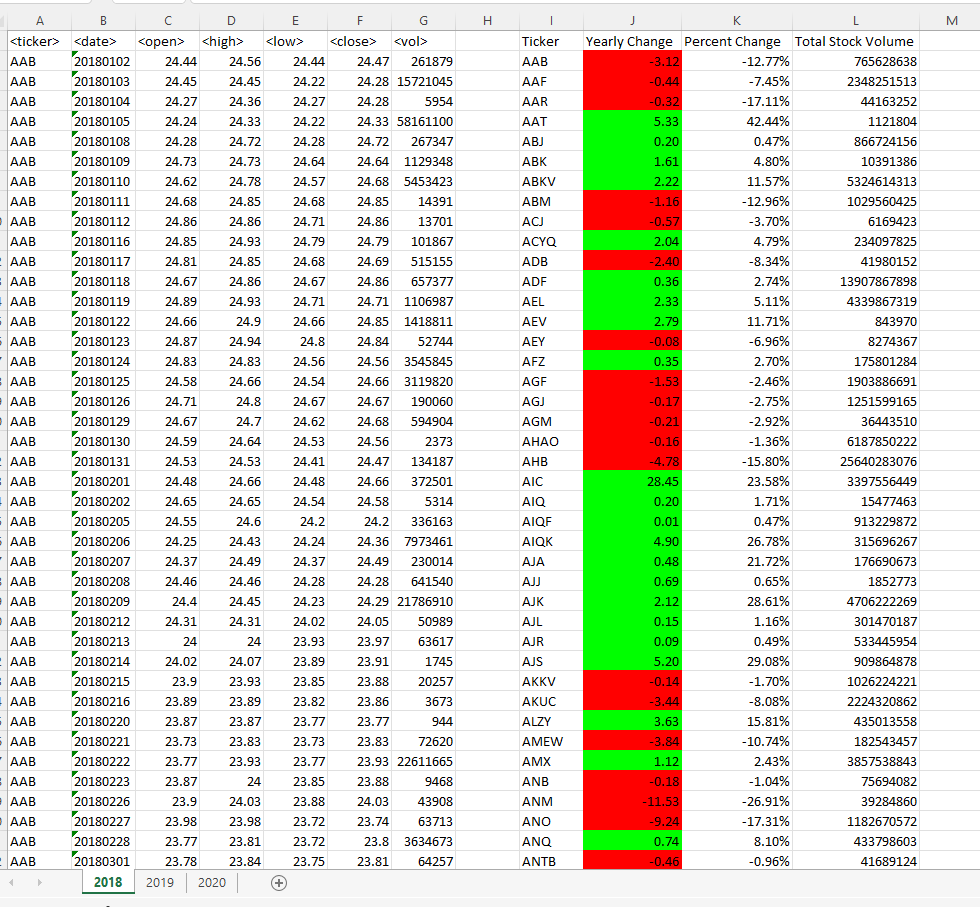 A B C D E F G H I J K L M
<ticker> <date> <open> <high> <low> <close> <vol> Ticker Yearly Change Percent Change Total Stock Volume
AAB 20180102 24.44 24.56 24.44 24.47 261879 AAB -3.12 -12.77% 765628638
AAB 20180103 24.45 24.45 24.22 24.28 15721045 AAF -0.44 -7.45% 2348251513
AAB 20180104 24.27 24.36 24.27 24.28 5954 AAR -0.32 -17.11% 44163252
AAB 20180105 24.24 24.33 24.22 24.33 58161100 AAT 5.33 42.44% 1121804
AAB 20180108 24.28 24.72 24.28 24.72 267347 ABJ 0.20 0.47% 866724156
AAB 20180109 24.73 24.73 24.64 24.64 1129348 ABK 1.61 4.80% 10391386
AAB 20180110 24.62 24.78 24.57 24.68 5453423 ABKV 2.22 11.57% 5324614313
AAB 20180111 24.68 24.85 24.68 24.85 14391 ABM -1.16 -12.96% 1029560425
AAB 20180112 24.86 24.86 24.71 24.86 13701 ACJ -0.57 -3.70% 6169423
AAB 20180116 24.85 24.93 24.79 24.79 101867 ACYQ 2.04 4.79% 234097825
AAB 20180117 24.81 24.85 24.68 24.69 515155 ADB -2.40 -8.34% 41980152
AAB 20180118 24.67 24.86 24.67 24.86 657377 ADF 0.36 2.74% 13907867898
AAB 20180119 24.89 24.93 24.71 24.71 1106987 AEL 2.33 5.11% 4339867319
AAB 20180122 24.66 24.9 24.66 24.85 1418811 AEV 2.79 11.71% 843970
AAB 20180123 24.87 24.94 24.8 24.84 52744 AEY -0.08 -6.96% 8274367
AAB 20180124 24.83 24.83 24.56 24.56 3545845 AFZ 0.35 2.70% 175801284
AAB 20180125 24.58 24.66 24.54 24.66 3119820 AGF -1.53 -2.46% 1903886691
AAB 20180126 24.71 24.8 24.67 24.67 190060 AGJ -0.17 -2.75% 1251599165
AAB 20180129 24.67 24.7 24.62 24.68 594904 AGM -0.21 -2.92% 36443510
AAB 20180130 24.59 24.64 24.53 24.56 2373 AHAO -0.16 -1.36% 6187850222
AAB 20180131 24.53 24.53 24.41 24.47 134187 AHB -4.78 -15.80% 25640283076
AAB 20180201 24.48 24.66 24.48 24.66 372501 AIC 28.45 23.58% 3397556449
AAB 20180202 24.65 24.65 24.54 24.58 5314 AIQ 0.20 1.71% 15477463
AAB 20180205 24.55 24.6 24.2 24.2 336163 AIQF 0.01 0.47% 913229872
AAB 20180206 24.25 24.43 24.24 24.36 7973461 AIQK 4.90 26.78% 315696267
AAB 20180207 24.37 24.49 24.37 24.49 230014 AJA 0.48 21.72% 176690673
AAB 20180208 24.46 24.46 24.28 24.28 641540 AJJ 0.69 0.65% 1852773
AAB 20180209 24.4 24.45 24.23 24.29 21786910 AJK 2.12 28.61% 4706222269
AAB 20180212 24.31 24.31 24.02 24.05 50989 AJL 0.15 1.16% 301470187
AAB 20180213 24 24 23.93 23.97 63617 AJR 0.09 0.49% 533445954
AAB 20180214 24.02 24.07 23.89 23.91 1745 AJS 5.20 29.08% 909864878
AAB 20180215 23.9 23.93 23.85 23.88 20257 AKKV -0.14 -1.70% 1026224221
AAB 20180216 23.89 23.89 23.82 23.86 3673 AKUC -3.44 -8.08% 2224320862
AAB 20180220 23.87 23.87 23.77 23.77 944 ALZY 3.63 15.81% 435013558
AAB 20180221 23.73 23.83 23.73 23.83 72620 AMEW -3.84 -10.74% 182543457
AAB 20180222 23.77 23.93 23.77 23.93 22611665 AMX 1.12 2.43% 3857538843
AAB 20180223 23.87 24 23.85 23.88 9468 ANB -0.18 -1.04% 75694082
AAB 20180226 23.9 24.03 23.88 24.03 43908 ANM -11.53 -26.91% 39284860
AAB 20180227 23.98 23.98 23.72 23.74 63713 ANO -9.24 -17.31% 1182670572
AAB 20180228 23.77 23.81 23.72 23.8 3634673 ANQ 0.74 8.10% 433798603
AAB 20180301 23.78 23.84 23.75 23.81 64257 ANTB -0.46 -0.96% 41689124
2018 2019 2020